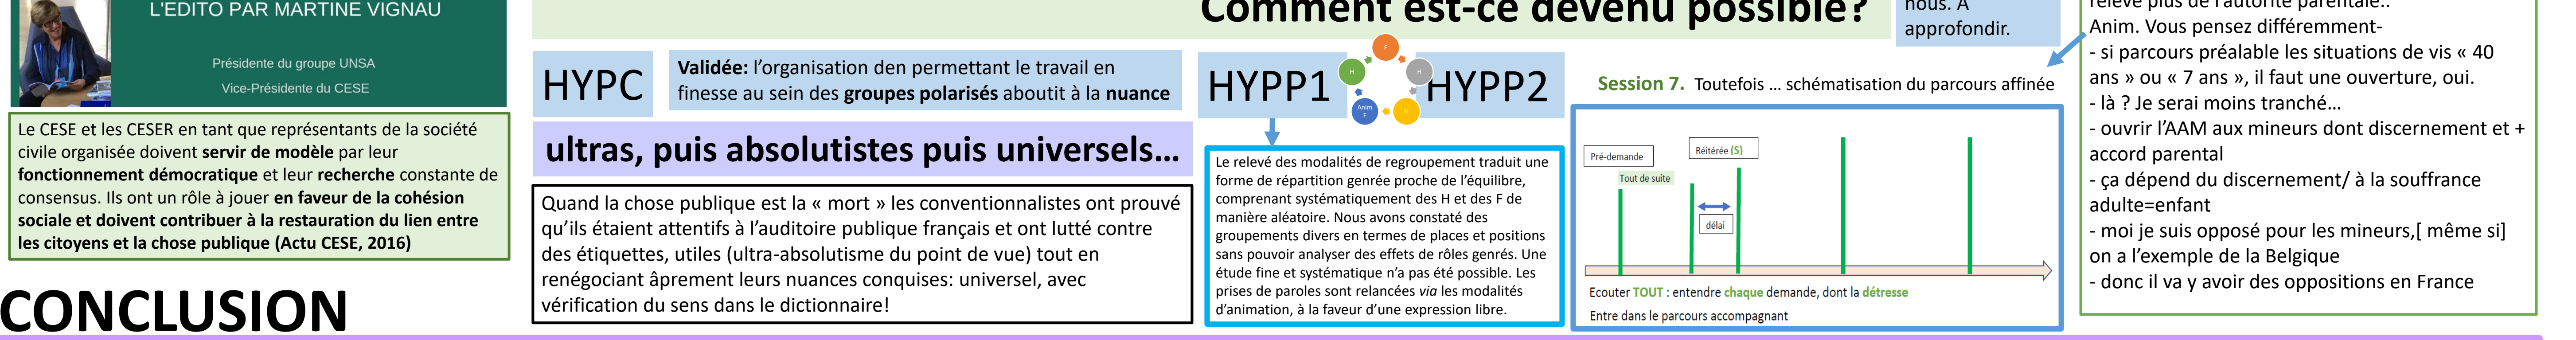 L'EDITO PAR MARTINE VIGNAU
Présidente du groupe UNSA
Vice-Présidente du CESE
Le CESE et les CESER en tant que représentants de la société
civile organisée doivent servir de modèle par leur
fonctionnement démocratique et leur recherche constante de
consensus. Ils ont un rôle à jouer en faveur de la cohésion
sociale et doivent contribuer à la restauration du lien entre
les citoyens et la chose publique (Actu CESE, 2016)
CONCLUSION
Comment est-ce devenu possible?
HYPC
Validée: l'organisation den permettant le travail en
finesse au sein des groupes polarisés aboutit à la nuance
ultras, puis absolutistes puis universels…
Quand la chose publique est la « mort » les conventionnalistes ont prouvé
qu'ils étaient attentifs à l'auditoire publique français et ont lutté contre
des étiquettes, utiles (ultra-absolutisme du point de vue) tout en
renégociant âprement leurs nuances conquises: universel, avec
vérification du sens dans le dictionnaire!
HYPP1
F
H
H
Anim
F
H
HYPP2
Le relevé des modalités de regroupement traduit une
forme de répartition genrée proche de l'équilibre,
comprenant systématiquement des H et des F de
manière aléatoire. Nous avons constaté des
groupements divers en termes de places et positions
sans pouvoir analyser des effets de rôles genrés. Une
étude fine et systématique n'a pas été possible. Les
prises de paroles sont relancées via les modalités
d'animation, à la faveur d'une expression libre.
nous. A
approfondir.
Session 7. Toutefois … schématisation du parcours affinée
Pré-demande
Réitérée (S)
Tout de suite
délai
Ecouter TOUT : entendre chaque demande, dont la détresse
Entre dans le parcours accompagnant
relève plus de l'autorité parentale..
Anim. Vous pensez différemment-
- si parcours préalable les situations de vis « 40
ans » ou « 7 ans », il faut une ouverture, oui.
- là ? Je serai moins tranché…
- ouvrir l'AAM aux mineurs dont discernement et +
accord parental
- ça dépend du discernement/ à la souffrance
adulte=enfant
- moi je suis opposé pour les mineurs,[ même si]
on a l'exemple de la Belgique
- donc il va y avoir des oppositions en France